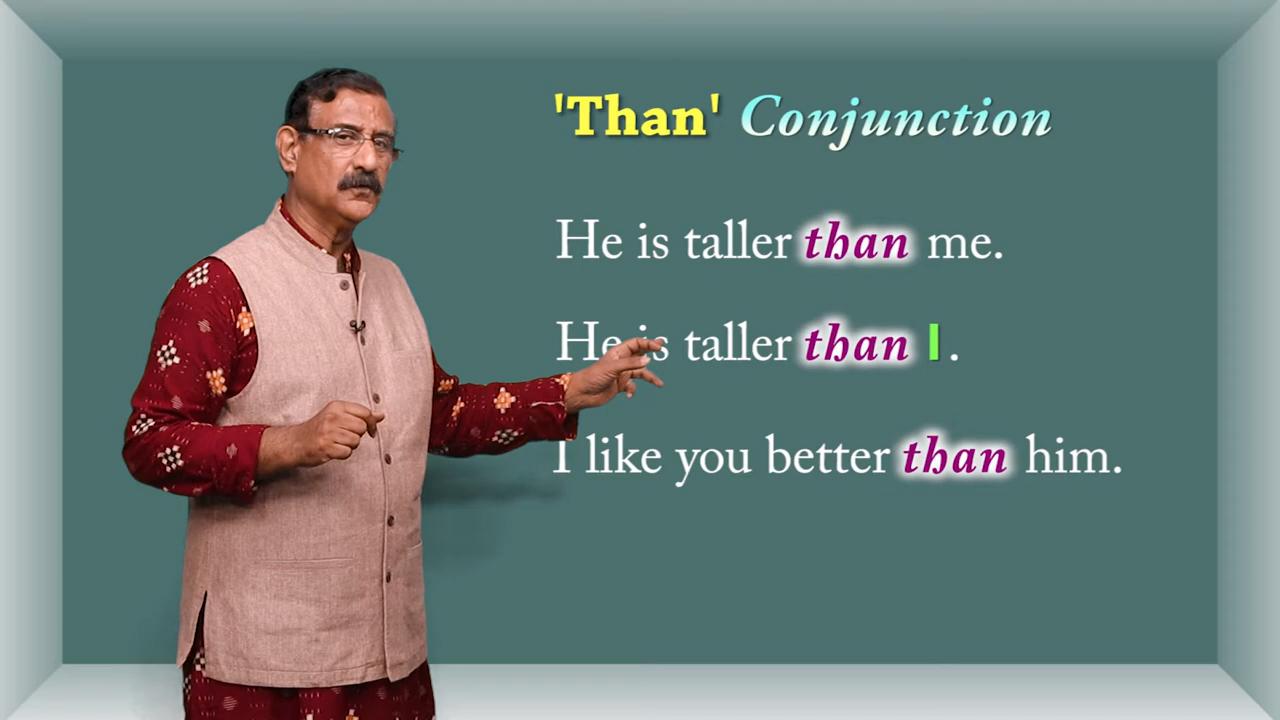 'Than' Conjunction
He is taller than me.
He is taller than I.
I like you better than him.